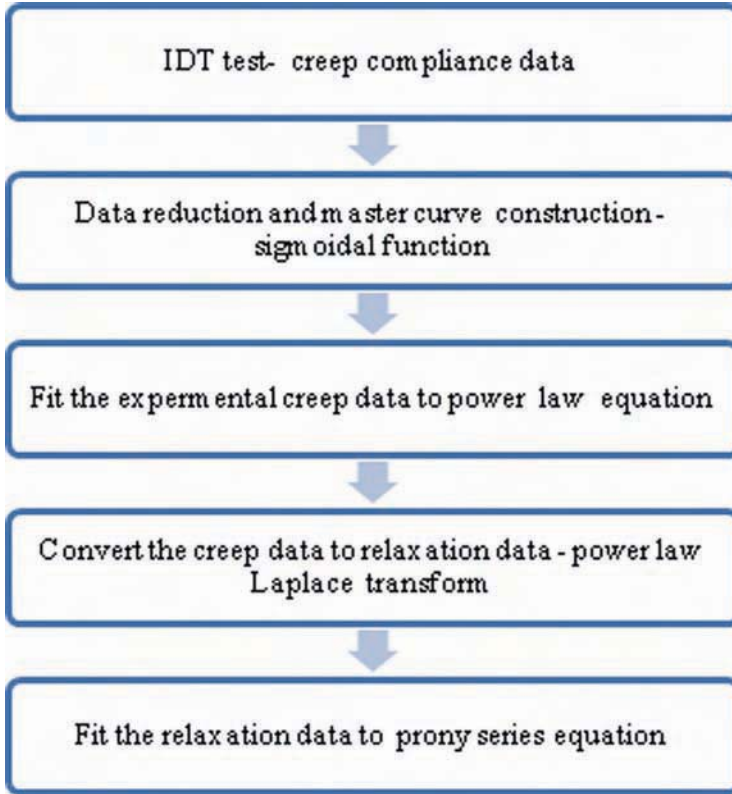 IDT test- creep compliance data
Data reduction and master curve construction-
sigmoidal function
Fit the expermental creep data to power law equation
Convert the creep data to relaxation data - power law
Laplace transform
Fit the relaxation data to prony series equation